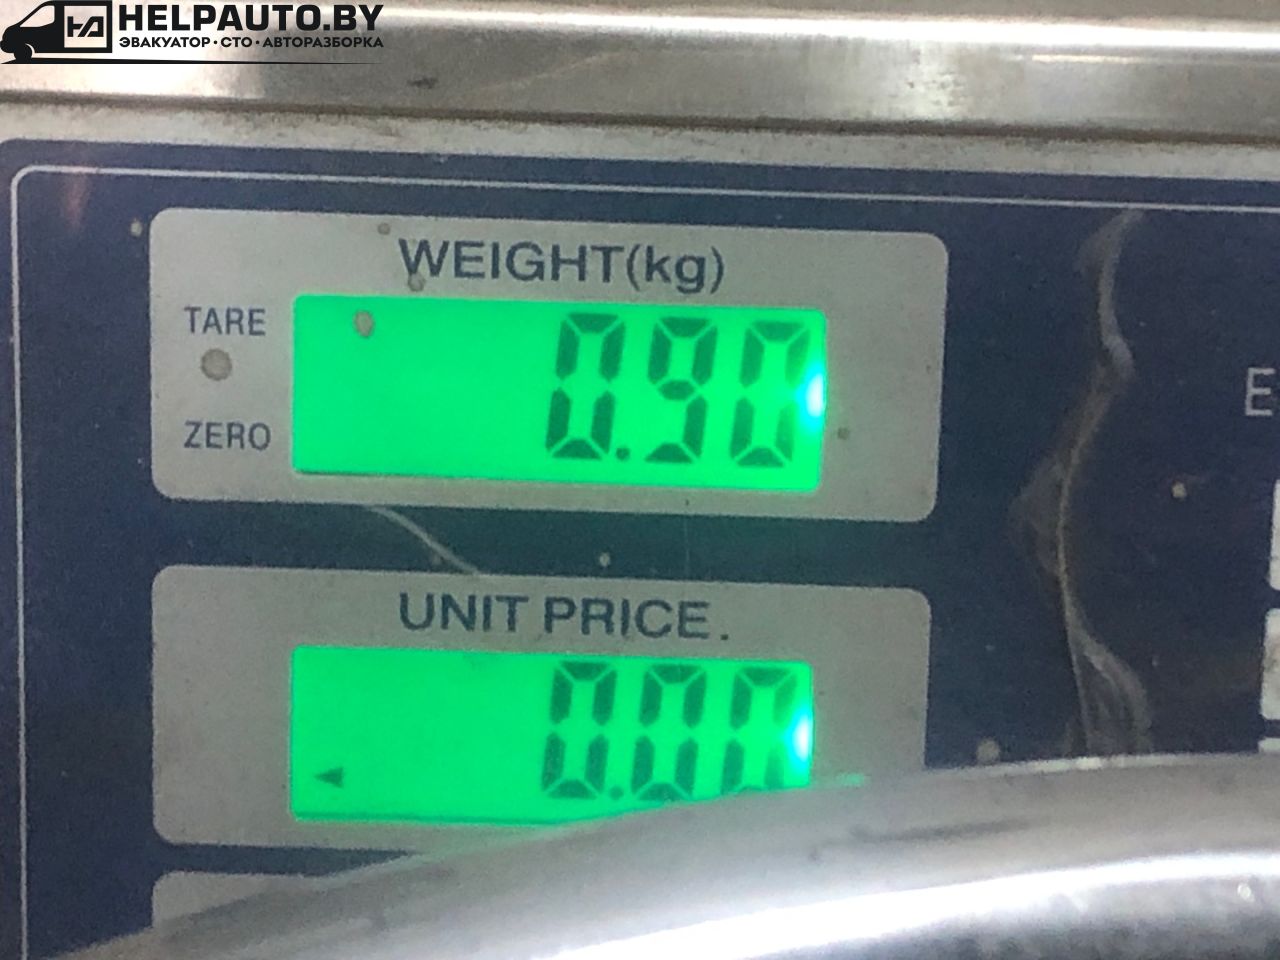 HELPAUTO.BY
ЭВАКУАТОР · СТО · АВТОРАЗБОРКА
WEIGHT(kg)
TARE
0.90
ZERO
E
UNIT PRICE.
0.00